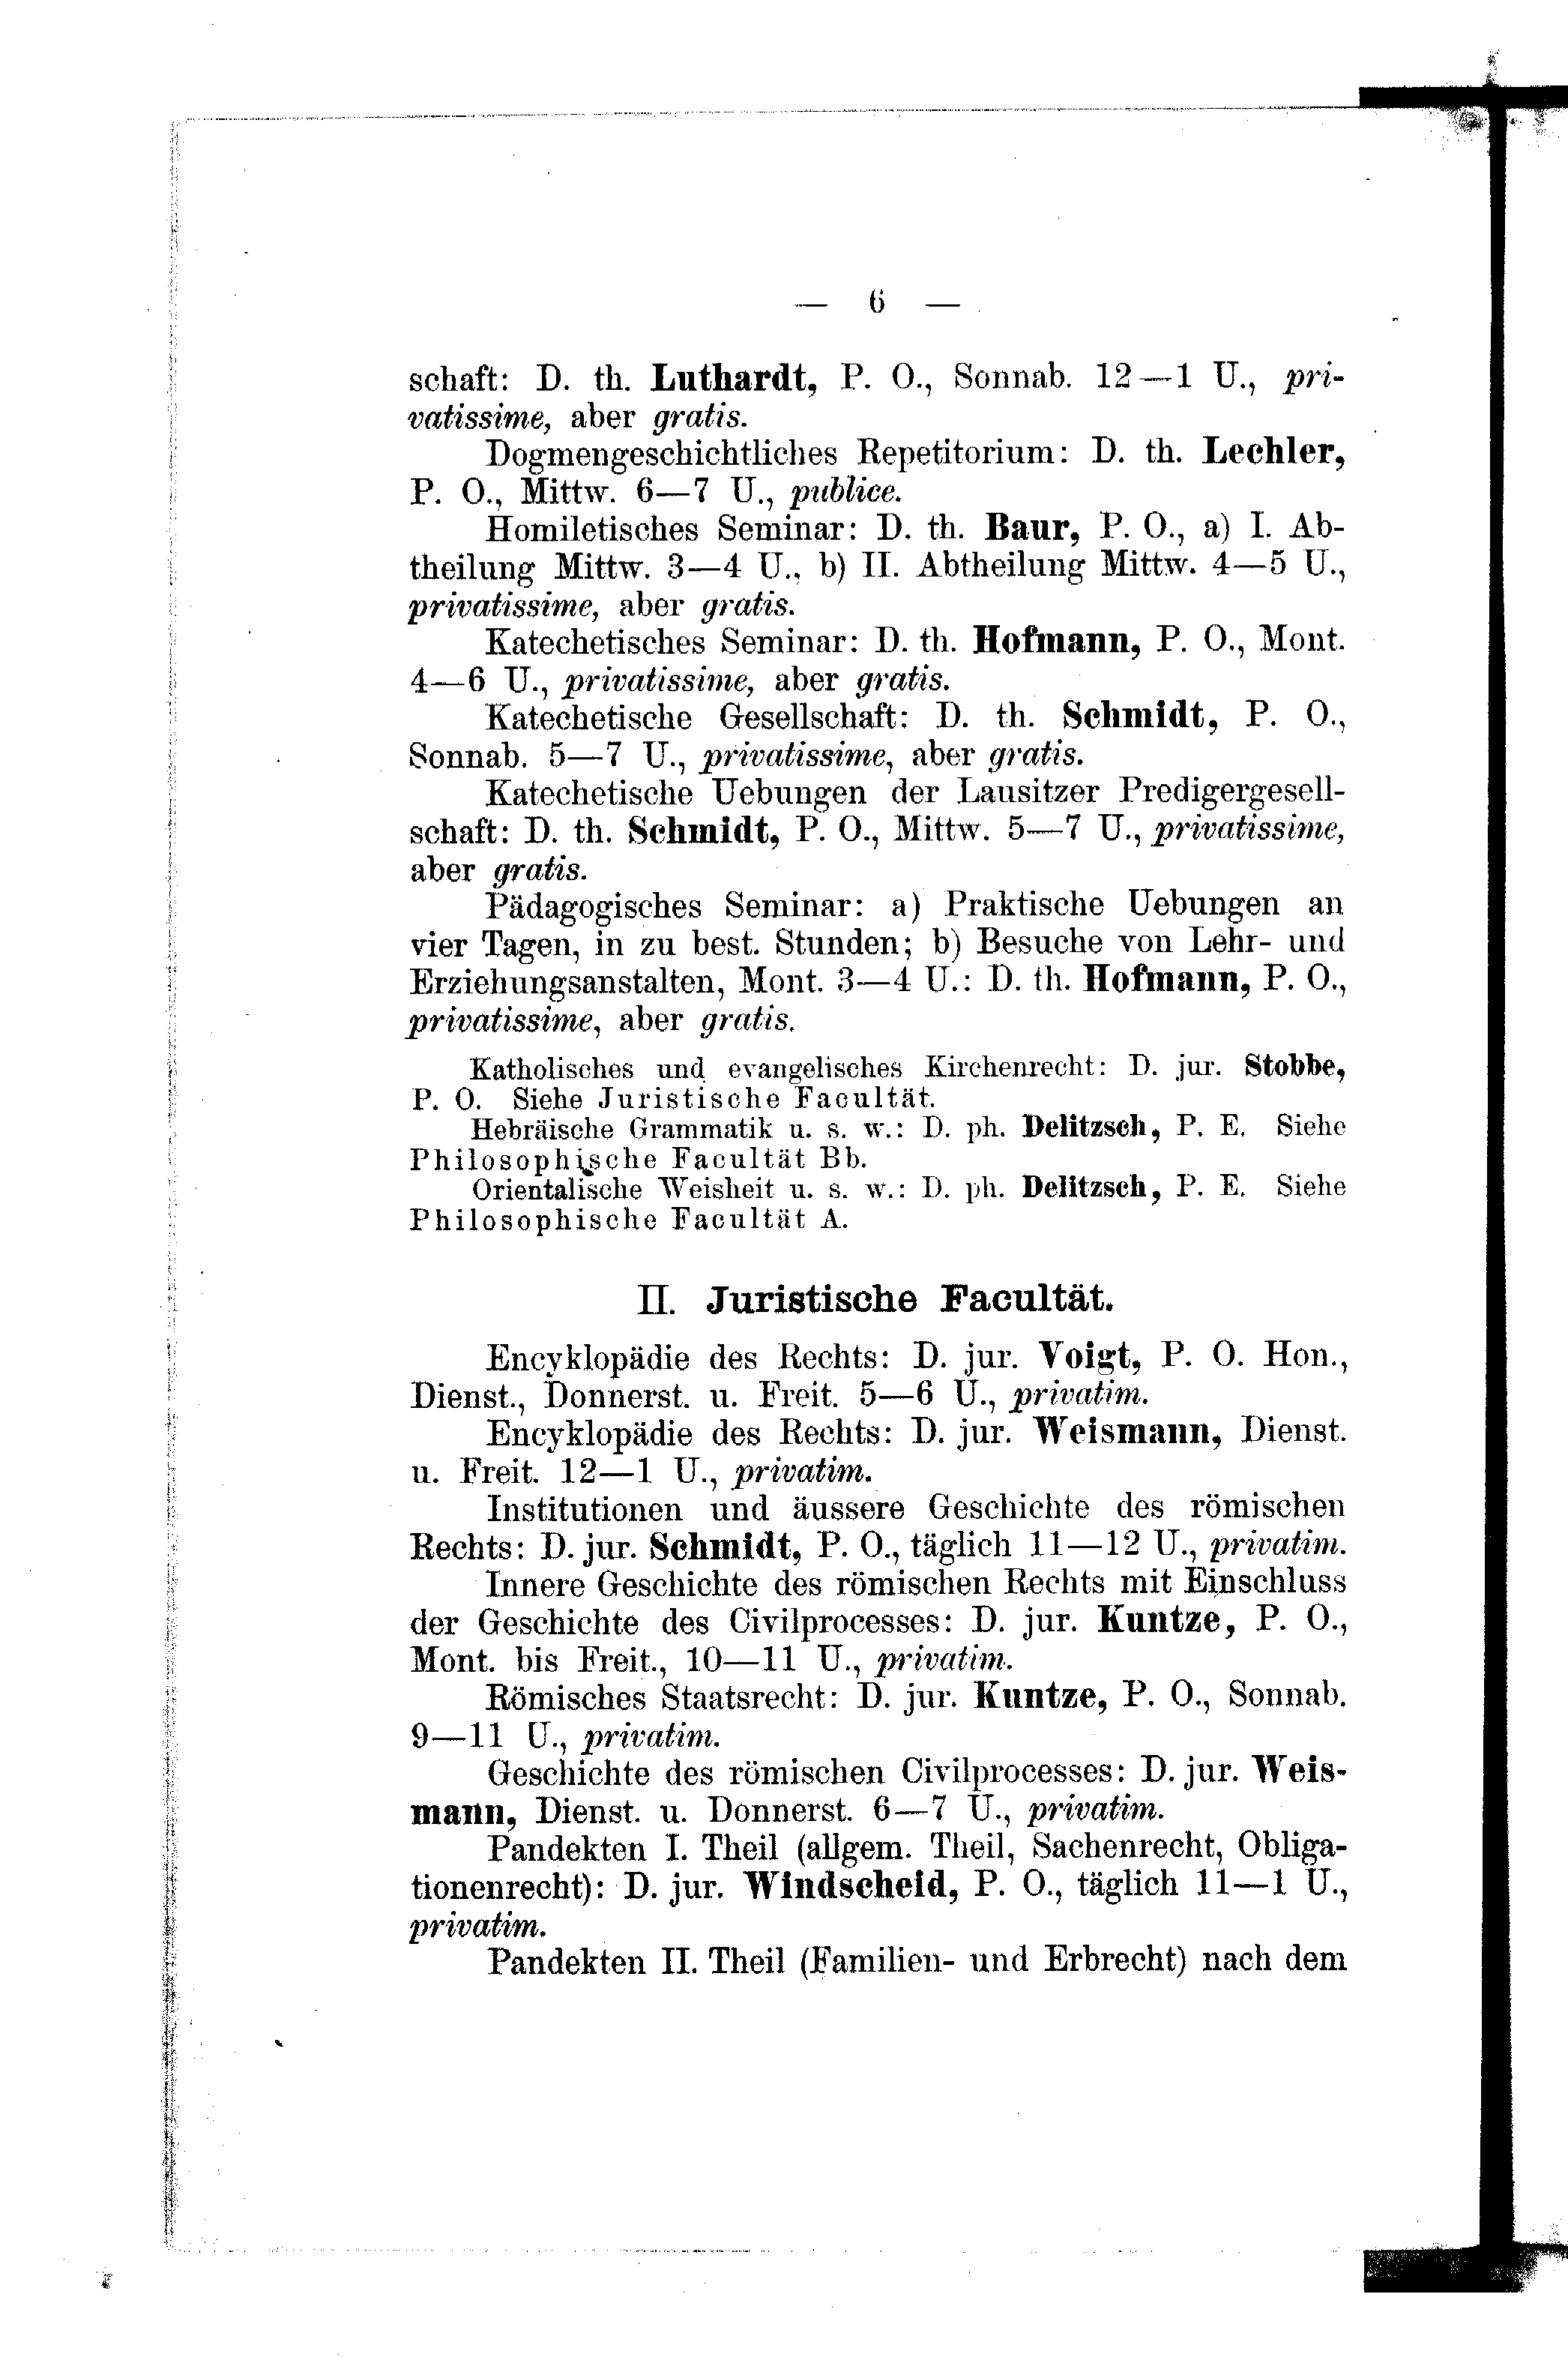 — 6 —
schaft: D. th. Luthardt, P. O., Sonnab. 12—1 U., pri-
vatissime, aber gratis.
Dogmengeschichtliches Repetitorium: D. th. Lechler,
P. O., Mittw. 6—7 U., publice.
Homiletisches Seminar: D. th. Baur, P. O., a) I. Ab-
theilung Mittw. 3—4 U., b) II. Abtheilung Mittw. 4—5 U.,
privatissime, aber gratis.
Katechetisches Seminar: D. th. Hofmann, P. O., Mont.
4—6 U., privatissime, aber gratis.
Katechetische Gesellschaft: D. th. Schmidt, P. O.,
Sonnab. 5—7 U., privatissime, aber gratis.
Katechetische Uebungen der Lausitzer Predigergesell-
schaft: D. th. Schmidt, P. O., Mittw. 5—7 U., privatissime,
aber gratis.
Pädagogisches Seminar: a) Praktische Uebungen an
vier Tagen, in zu best. Stunden; b) Besuche von Lehr- und
Erziehungsanstalten, Mont. 3—4 U.: D. th. Hofmann, P. O.,
privatissime, aber gratis.
Katholisches und evangelisches Kirchenrecht: D. jur. Stobbe,
P. O. Siehe Juristische Facultät.
Hebräische Grammatik u. s. w.: D. ph. Delitzsch, P. E. Siehe
Philosophische Facultät Bb.
Orientalische Weisheit u. s. w.: D. ph. Delitzsch, P. E. Siehe
Philosophische Facultät A.
II. Juristische Facultät.
Encyklopädie des Rechts: D. jur. Voigt, P. O. Hon.,
Dienst., Donnerst. u. Freit. 5—6 U., privatim.
Encyklopädie des Rechts: D. jur. Weismann, Dienst.
u. Freit. 12—1 U., privatim.
Institutionen und äussere Geschichte des römischen
Rechts: D. jur. Schmidt, P. O., täglich 11—12 U., privatim.
Innere Geschichte des römischen Rechts mit Einschluss
der Geschichte des Civilprocesses: D. jur. Kuntze, P. O.,
Mont. bis Freit., 10—11 U., privatim.
Römisches Staatsrecht: D. jur. Kuntze, P. O., Sonnab.
9—11 U., privatim.
Geschichte des römischen Civilprocesses: D. jur. Weis-
mann, Dienst. u. Donnerst. 6—7 U., privatim.
Pandekten I. Theil (allgem. Theil, Sachenrecht, Obliga-
tionenrecht): D. jur. Windscheid, P. O., täglich 11—1 U.,
privatim.
Pandekten II. Theil (Familien- und Erbrecht) nach dem